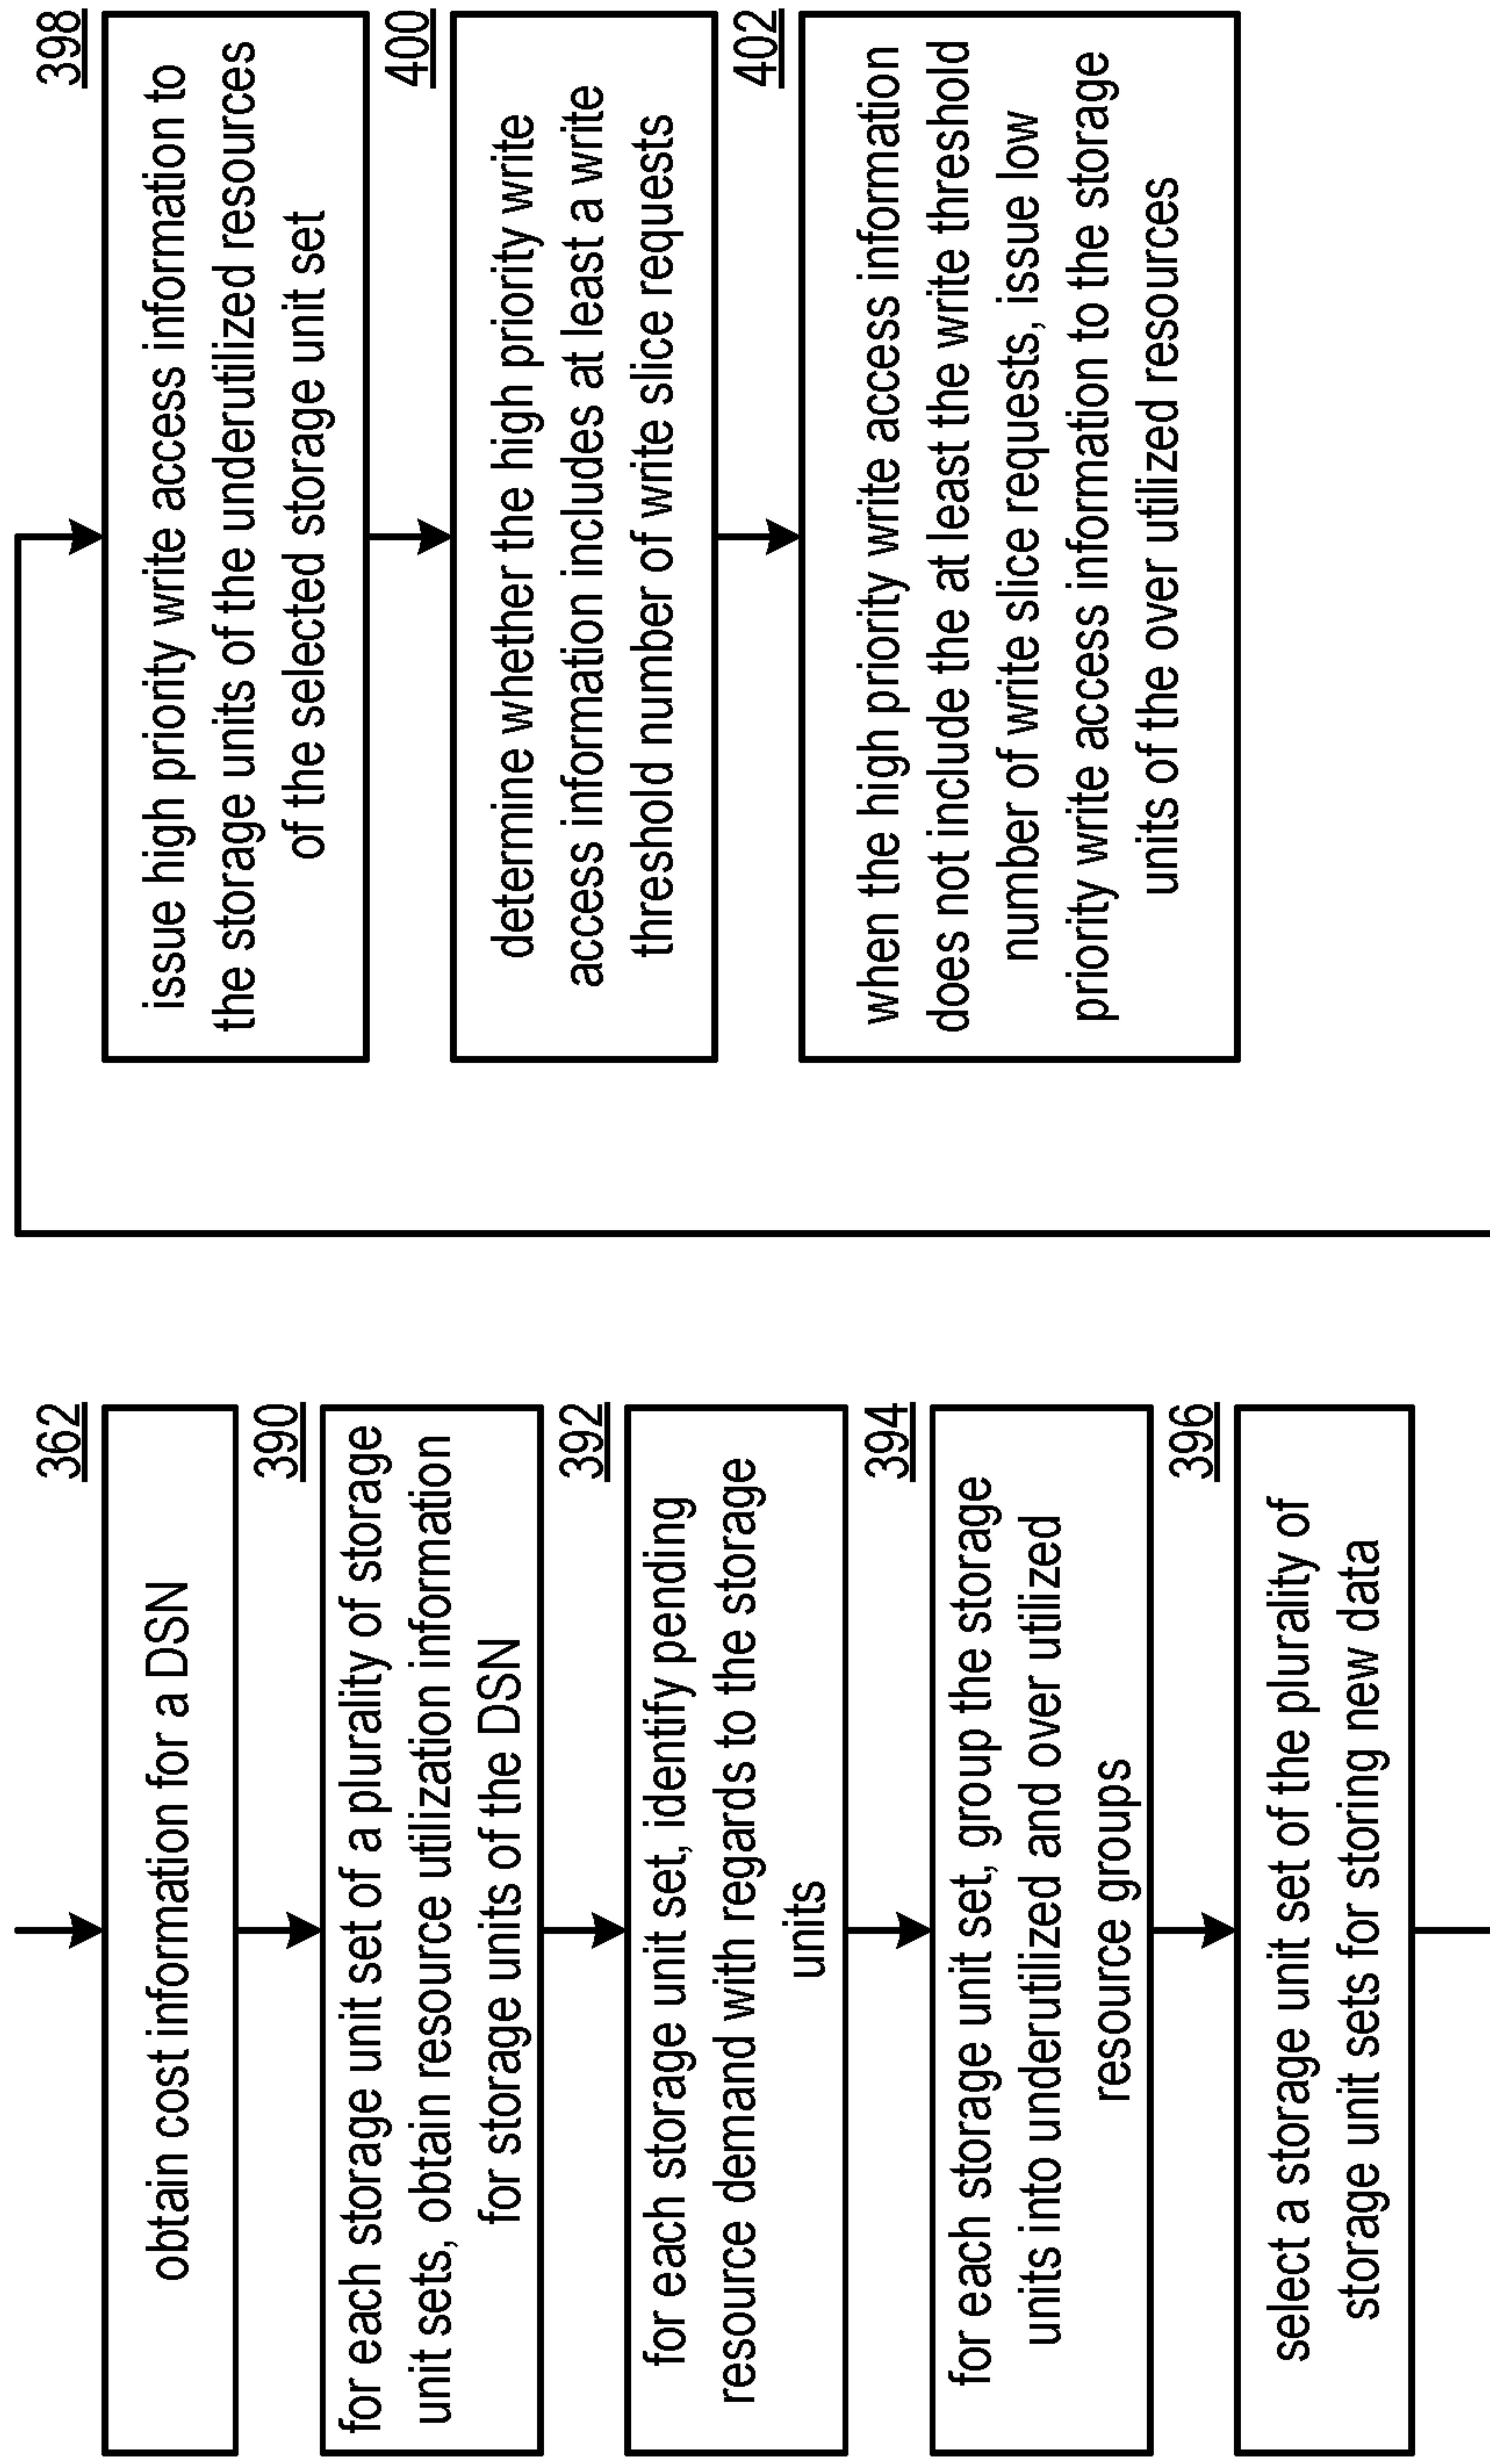 362
obtain cost information for a DSN
390
for each storage unit set of a plurality of storage
unit sets, obtain resource utilization information
for storage units of the DSN
392
for each storage unit set, identify pending
resource demand with regards to the storage
units
394
for each storage unit set, group the storage
units into underutilized and over utilized
resource groups
396
select a storage unit set of the plurality of
storage unit sets for storing new data
398
issue high priority write access information to
the storage units of the underutilized resources
of the selected storage unit set
400
determine whether the high priority write
access information includes at least a write
threshold number of write slice requests
402
when the high priority write access information
does not include the at least the write threshold
number of write slice requests, issue low
priority write access information to the storage
units of the over utilized resources